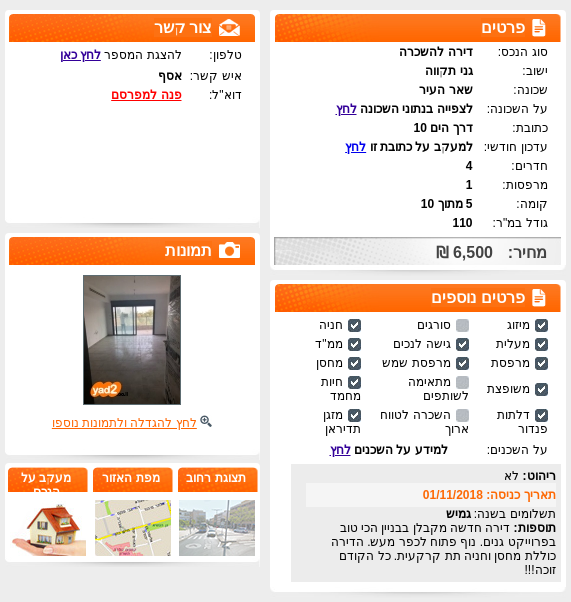 פרטים
סוג הנכס: דירה להשכרה
ישוב: גני תקווה
שכונה: שאר העיר
על השכונה: לצפייה בנתוני השכונה לחץ
כתובת: דרך הים 10
עדכון חודשי: למעקב על כתובת זו לחץ
חדרים: 4
מרפסות: 1
קומה: 5 מתוך 10
גודל במ"ר: 110
מחיר: 6,500 ₪
פרטים נוספים
מיזוג סורגים חניה
מעלית גישה לנכים ממ"ד
מרפסת מרפסת שמש מחסן
משופצת מתאימה לשותפים חיות מחמד
דלתות פנדור השכרה לטווח ארוך מזגן תדיראן
על השכנים: למידע על השכנים לחץ
ריהוט: לא
תאריך כניסה: 01/11/2018
תשלומים בשנה: גמיש
תוספות: דירה חדשה מקבלן בבניין הכי טוב
בפרוייקט גנים. נוף פתוח לכפר מעש. הדירה
כוללת מחסן וחניה תת קרקעית. כל הקודם
זוכה!!!
צור קשר
טלפון: להצגת המספר לחץ כאן
איש קשר: אסף
דוא"ל: פנה למפרסם
תמונות
yad2
לחץ להגדלה ולתמונות נוספו
תצוגת רחוב
מפת האזור
מעקב על
הנכס